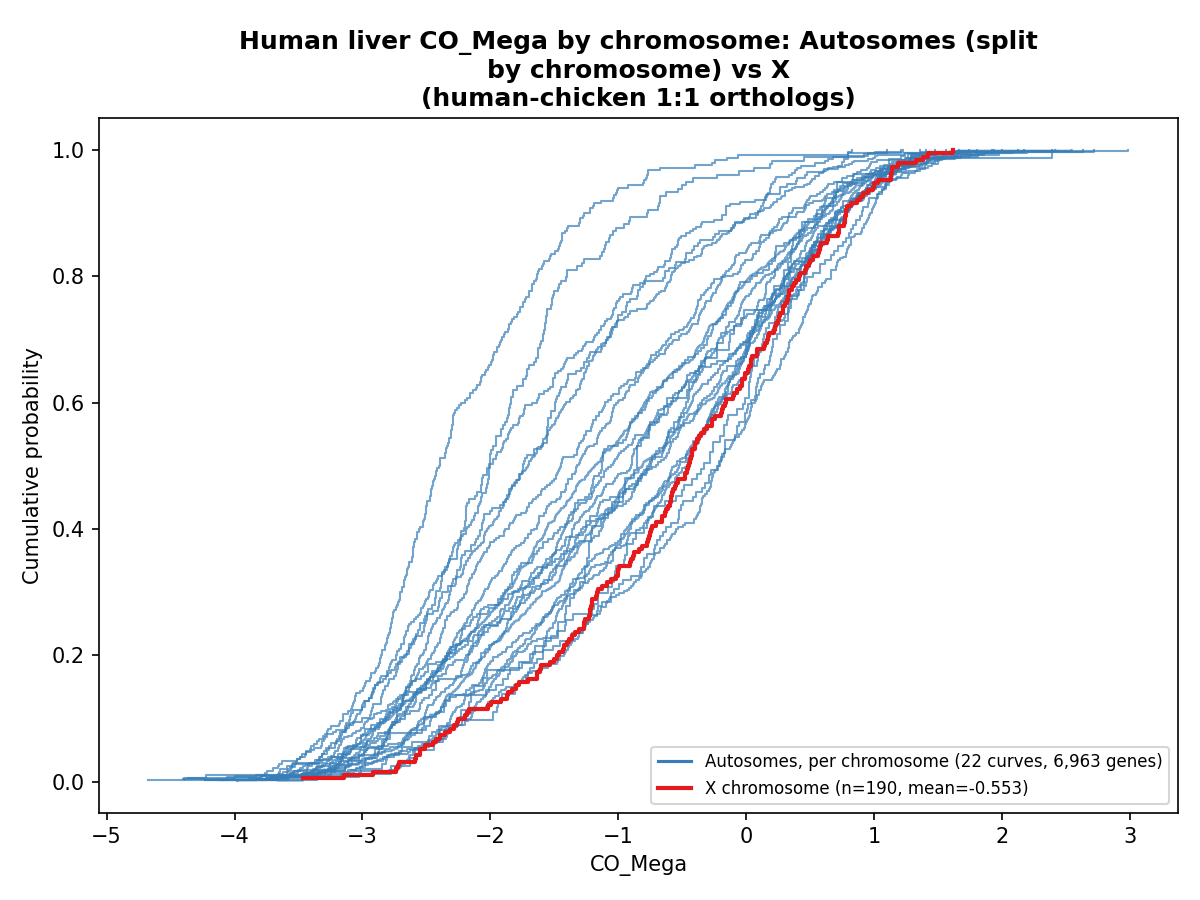 Human liver CO_Mega by chromosome: Autosomes (split
by chromosome) vs X
(human-chicken 1:1 orthologs)
1.0
0.8
0.6
0.4
0.2
0.0
Cumulative probability
Autosomes, per chromosome (22 curves, 6,963 genes)
X chromosome (n=190, mean=-0.553)
−5
−4
−3
−2
−1
0
1
2
3
CO_Mega